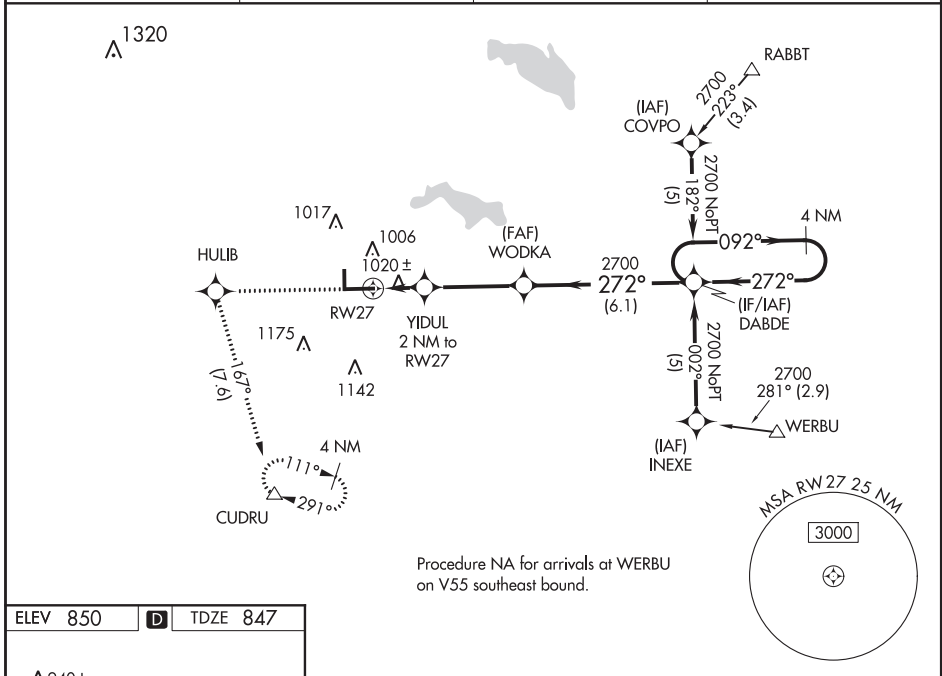 1320
RABBT
2700
223°
(3.4)
(IAF)
COVPO
2700 NoPT
182°
(5)
4 NM
092°
1017
1006
(FAF)
WODKA
HULIB
1020 ±
2700
272°
(6.1)
272°
(IF/IAF)
DABDE
RW27
YIDUL
2 NM to
RW27
1175
1142
2700 NoPT
002°
(5)
2700
281° (2.9)
WERBU
167°
(7.6)
4 NM
(IAF)
INEXE
111°
291°
CUDRU
MSA RW 27 25 NM
3000
Procedure NA for arrivals at WERBU
on V55 southeast bound.
ELEV 850 D TDZE 847